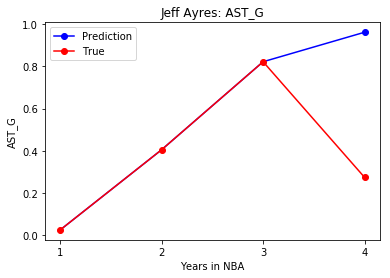 Jeff Ayres: AST_G
Prediction
True
AST_G
1.0
0.8
0.6
0.4
0.2
0.0
1 2 3 4
Years in NBA